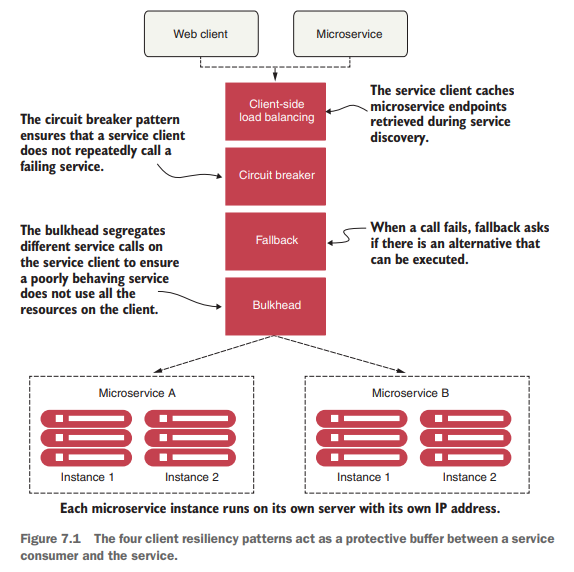 Web client
Microservice
Client-side
load balancing
The service client caches
microservice endpoints
retrieved during service
discovery.
The circuit breaker pattern
ensures that a service client
does not repeatedly call a
failing service.
Circuit breaker
Fallback
When a call fails, fallback asks
if there is an alternative that
can be executed.
The bulkhead segregates
different service calls on
the service client to ensure
a poorly behaving service
does not use all the
resources on the client.
Bulkhead
Microservice A
Instance 1
Instance 2
Microservice B
Instance 1
Instance 2
Each microservice instance runs on its own server with its own IP address.
Figure 7.1 The four client resiliency patterns act as a protective buffer between a service
consumer and the service.